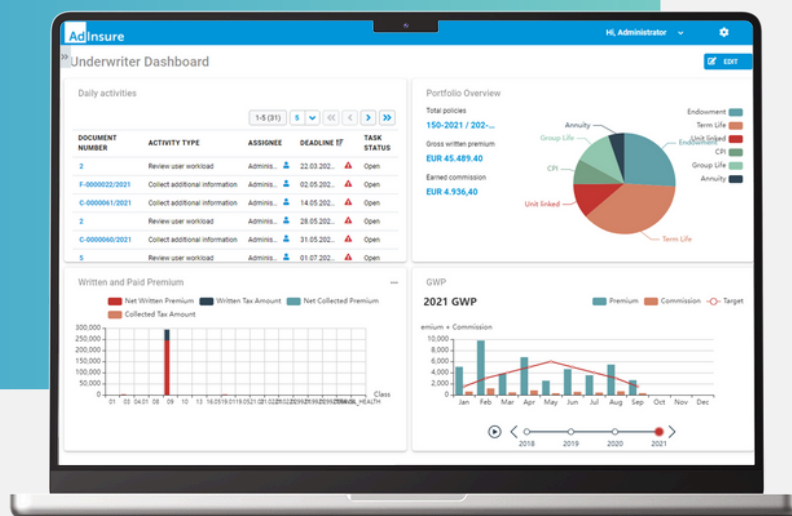 AdInsure
Hi, Administrator
Underwriter Dashboard
EDIT
Daily activities
1-5 (31) 5
DOCUMENT NUMBER ACTIVITY TYPE ASSIGNEE DEADLINE TASK STATUS
2 Review user workload Adminis.. 22.03.202.. Open
F-0000022/2021 Collect additional information Adminis.. 02.05.202.. Open
C-0000061/2021 Collect additional information Adminis.. 14.05.202.. Open
2 Review user workload Adminis.. 28.05.202.. Open
C-0000060/2021 Collect additional information Adminis.. 31.05.202.. Open
5 Review user workload Adminis.. 01.07.202.. Open
Portfolio Overview
Total policies
150-2021 / 202-...
Gross written premium
EUR 45.489.40
Earned commission
EUR 4.936,40
Annuity
Group Life
CPI
Unit linked
Term Life
Endowment
Endowment
Term Life
Unit linked
CPI
Group Life
Annuity
Written and Paid Premium
Net Written Premium Written Tax Amount Net Collected Premium
Collected Tax Amount
300,000
250,000
200,000
150,000
100,000
50,000
0
01 03 04.01 08 09 10 13
Class
GWP
2021 GWP
Premium Commission Target
emium + Commission
10,000
8,000
6,000
4,000
2,000
0
Jan Feb Mar Apr May Jun Jul Aug Sep Oct Nov Dec
2018 2019 2020 2021